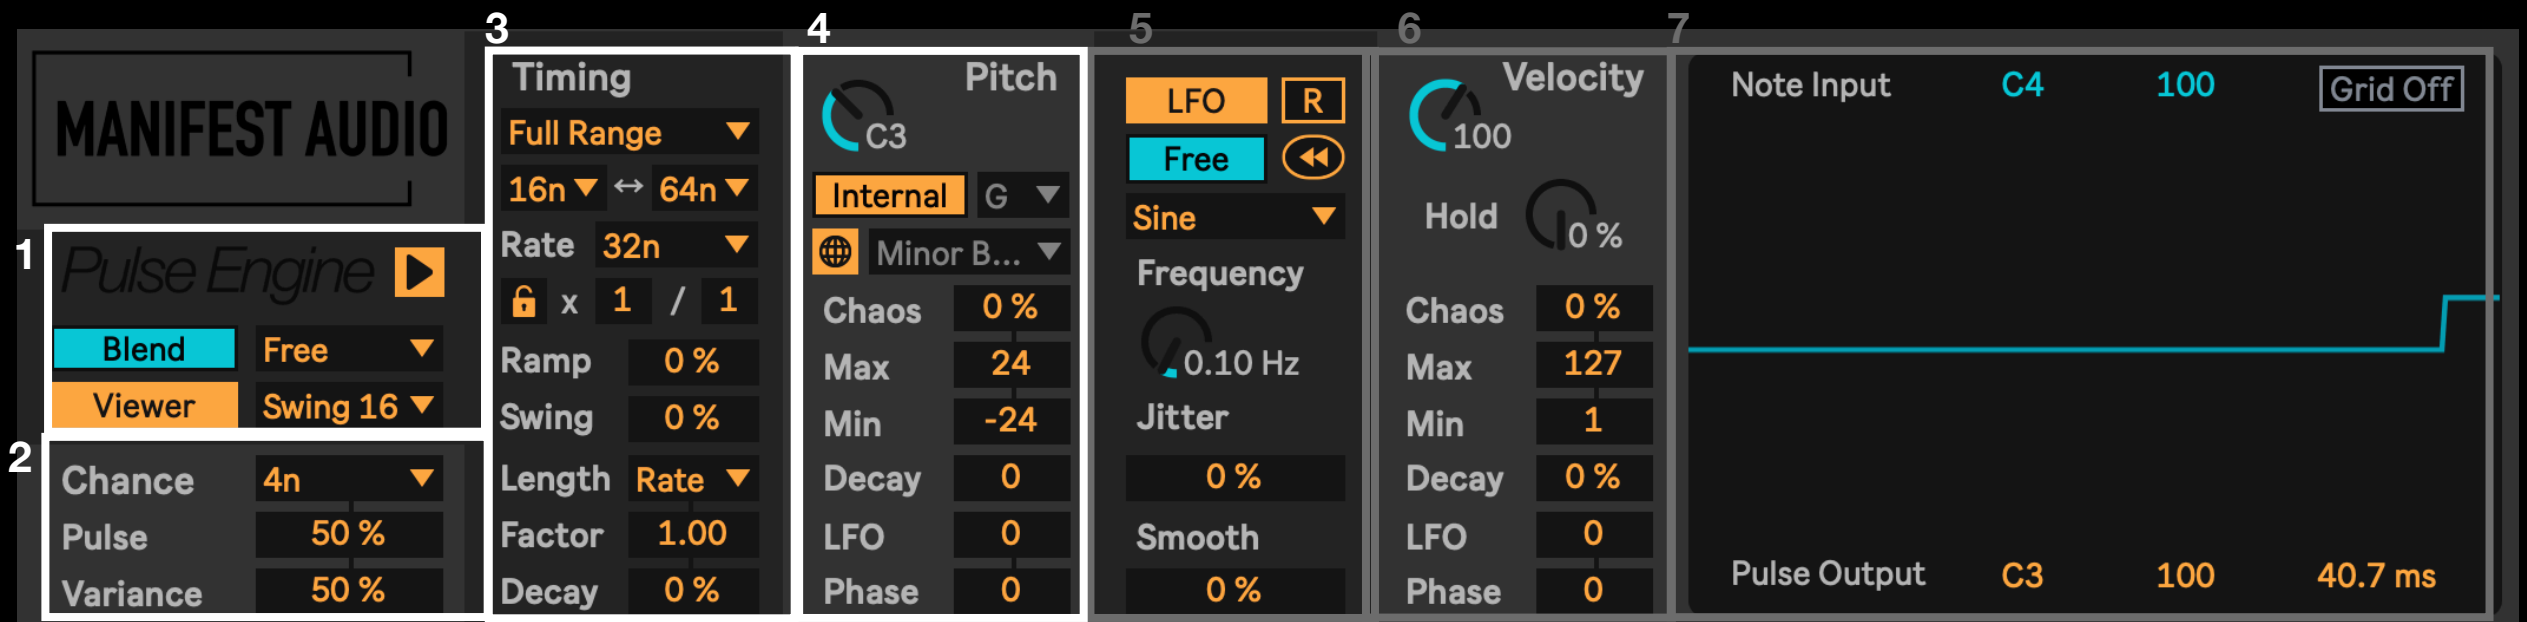 3 4 5 6 7
MANIFEST AUDIO
1
Pulse Engine
Blend Free
Viewer Swing 16
2
Chance 4n
Pulse 50 %
Variance 50 %
Timing
Full Range
16n ↔ 64n
Rate 32n
x 1 / 1
Ramp 0 %
Swing 0 %
Length Rate
Factor 1.00
Decay 0 %
Pitch
C3
Internal G
Minor B...
Chaos 0 %
Max 24
Min -24
Decay 0
LFO 0
Phase 0
LFO R
Free
Sine
Frequency
0.10 Hz
Jitter
0 %
Smooth
0 %
Velocity
100
Hold 0 %
Chaos 0 %
Max 127
Min 1
Decay 0 %
LFO 0
Phase 0
Note Input C4 100 Grid Off
Pulse Output C3 100 40.7 ms